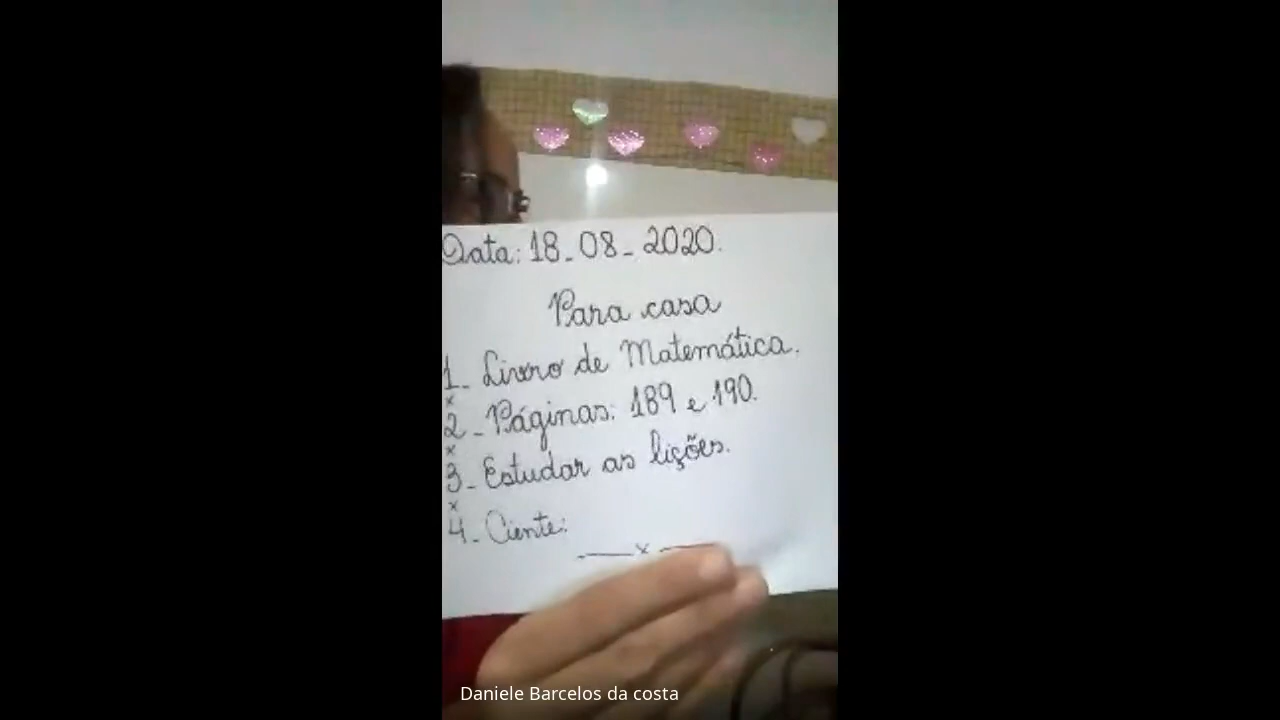 Data: 18-08-2020.
Para casa
1- Livro de Matemática.
x
2- Páginas: 189 e 190.
x
3- Estudar as lições.
x
4- Ciente:
——x——
Daniele Barcelos da costa